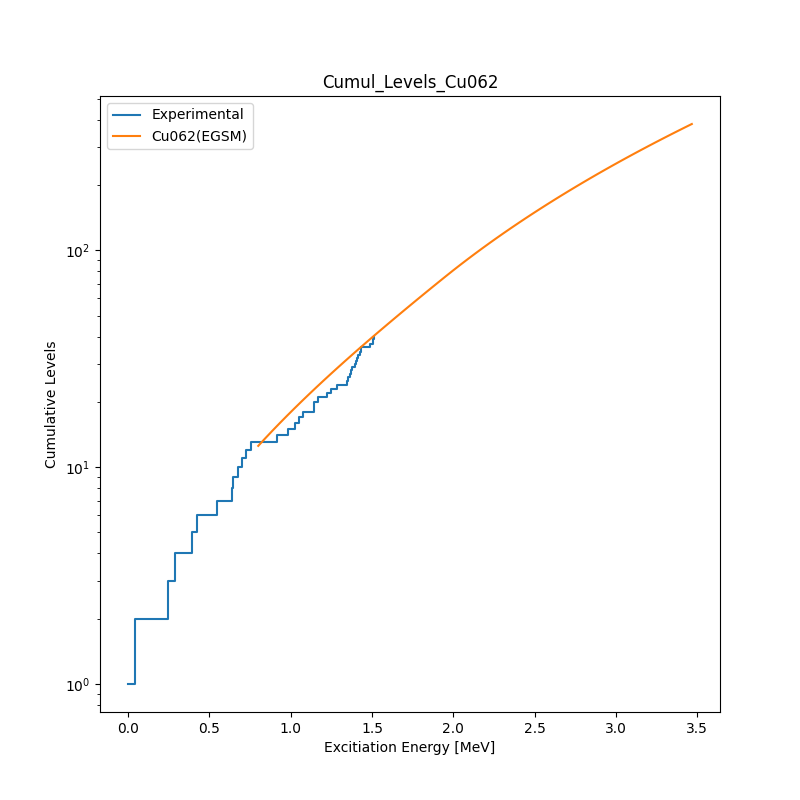 Cumul_Levels_Cu062
Experimental
Cu062(EGSM)
10²
10¹
10⁰
Cumulative Levels
0.0 0.5 1.0 1.5 2.0 2.5 3.0 3.5
Excitiation Energy [MeV]